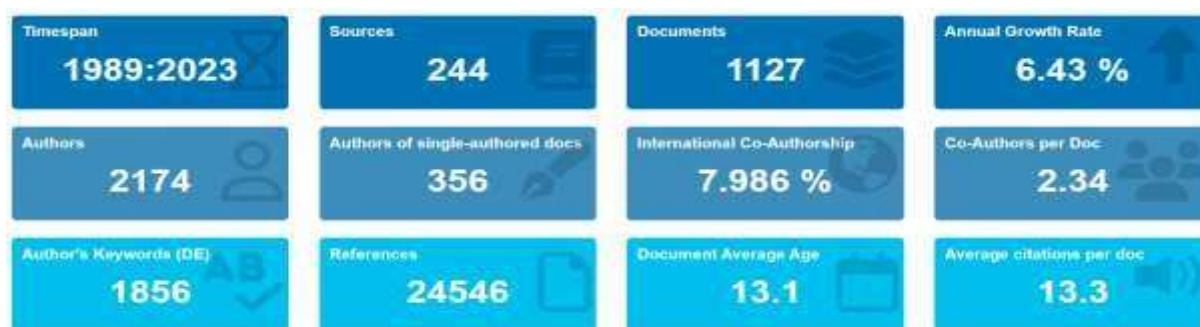 Timespan
1989:2023
Sources
244
Documents
1127
Annual Growth Rate
6.43 %
Authors
2174
Authors of single-authored docs
356
International Co-Authorship
7.986 %
Co-Authors per Doc
2.34
Author's Keywords (DE)
1856
AB
References
24546
Document Average Age
13.1
Average citations per doc
13.3